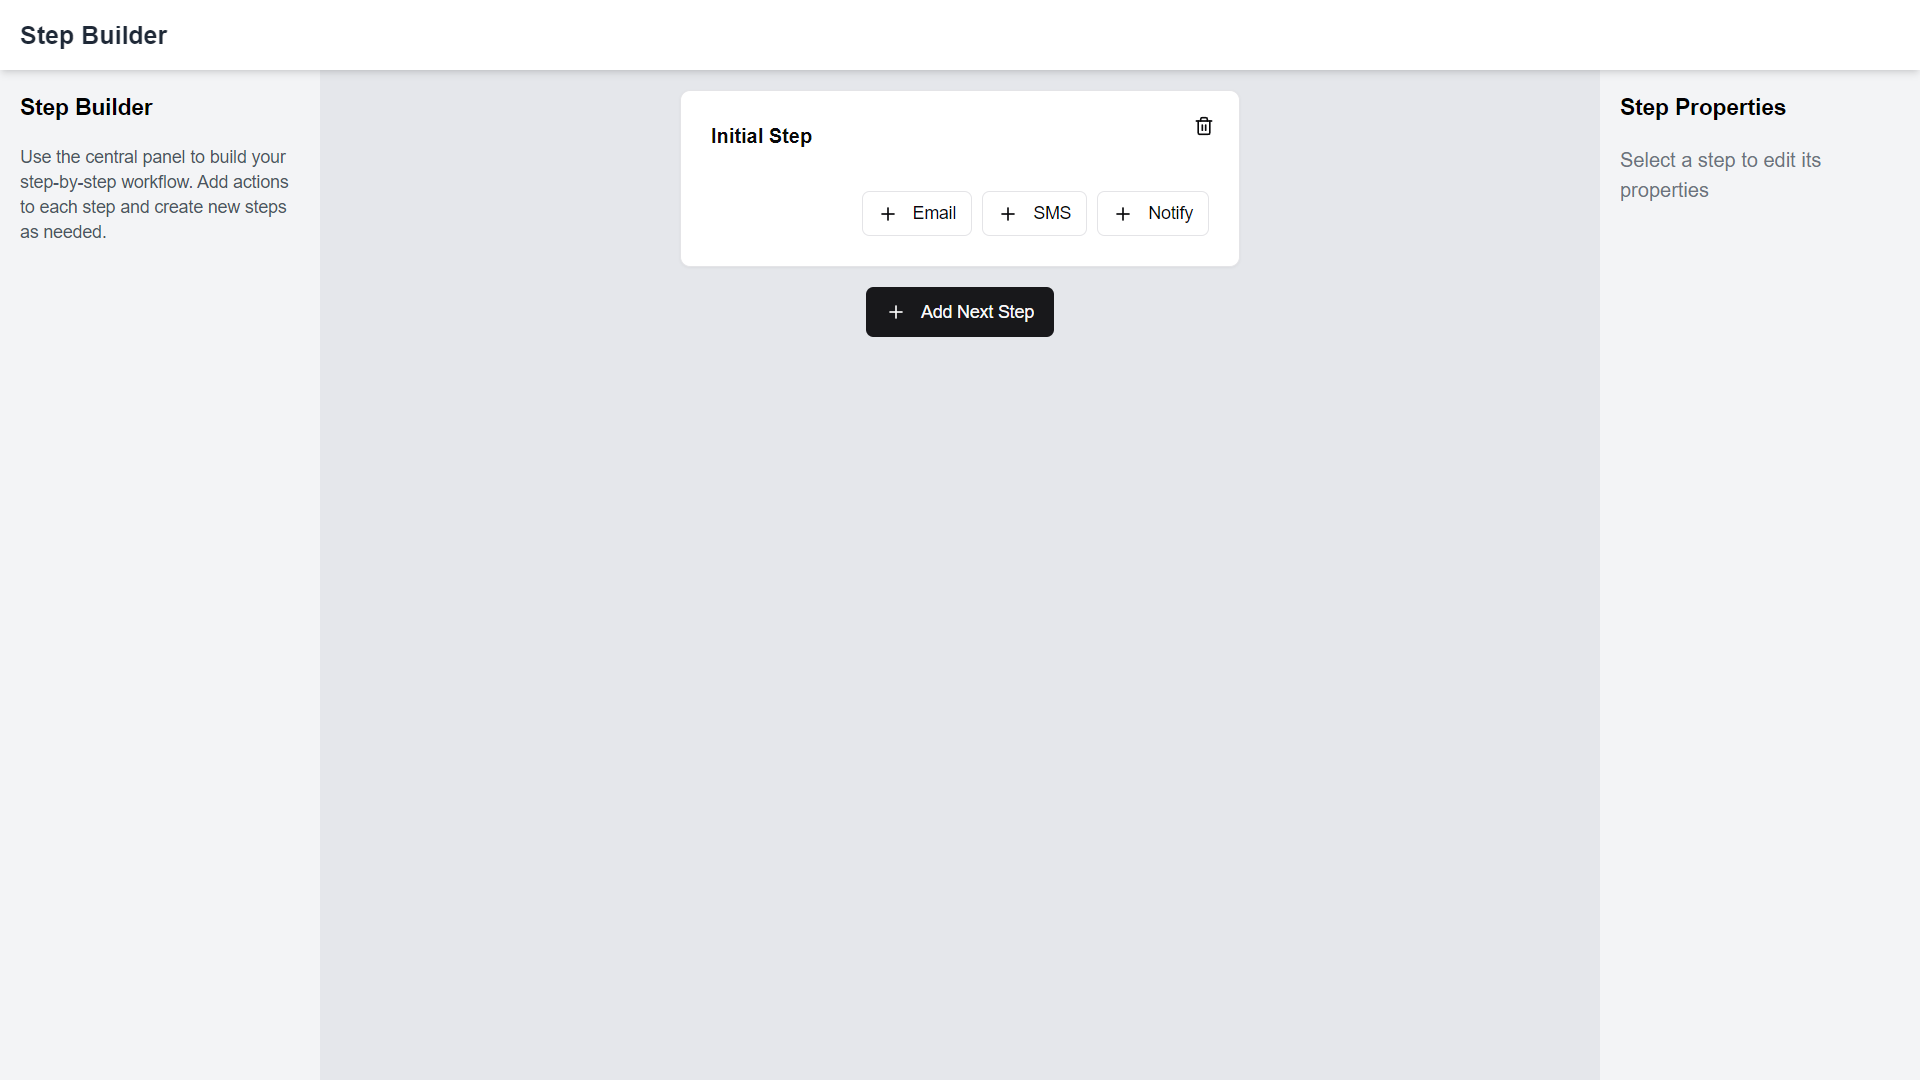 Step Builder
Step Builder
Use the central panel to build your
step-by-step workflow. Add actions
to each step and create new steps
as needed.
Initial Step
Email
SMS
Notify
Add Next Step
Step Properties
Select a step to edit its
properties